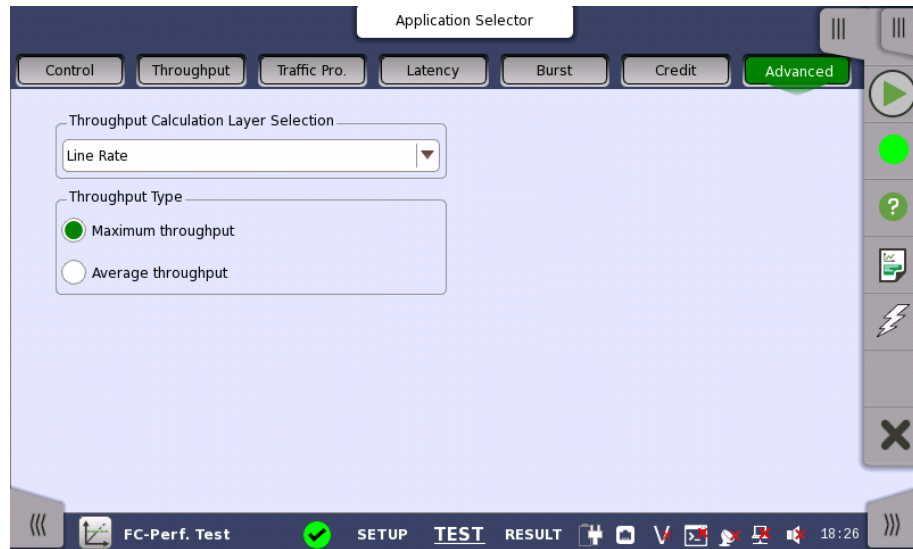 Application Selector
Control Throughput Traffic Pro. Latency Burst Credit Advanced
Throughput Calculation Layer Selection
Line Rate
Throughput Type
Maximum throughput
Average throughput
?
FC-Perf. Test SETUP TEST RESULT 18:26